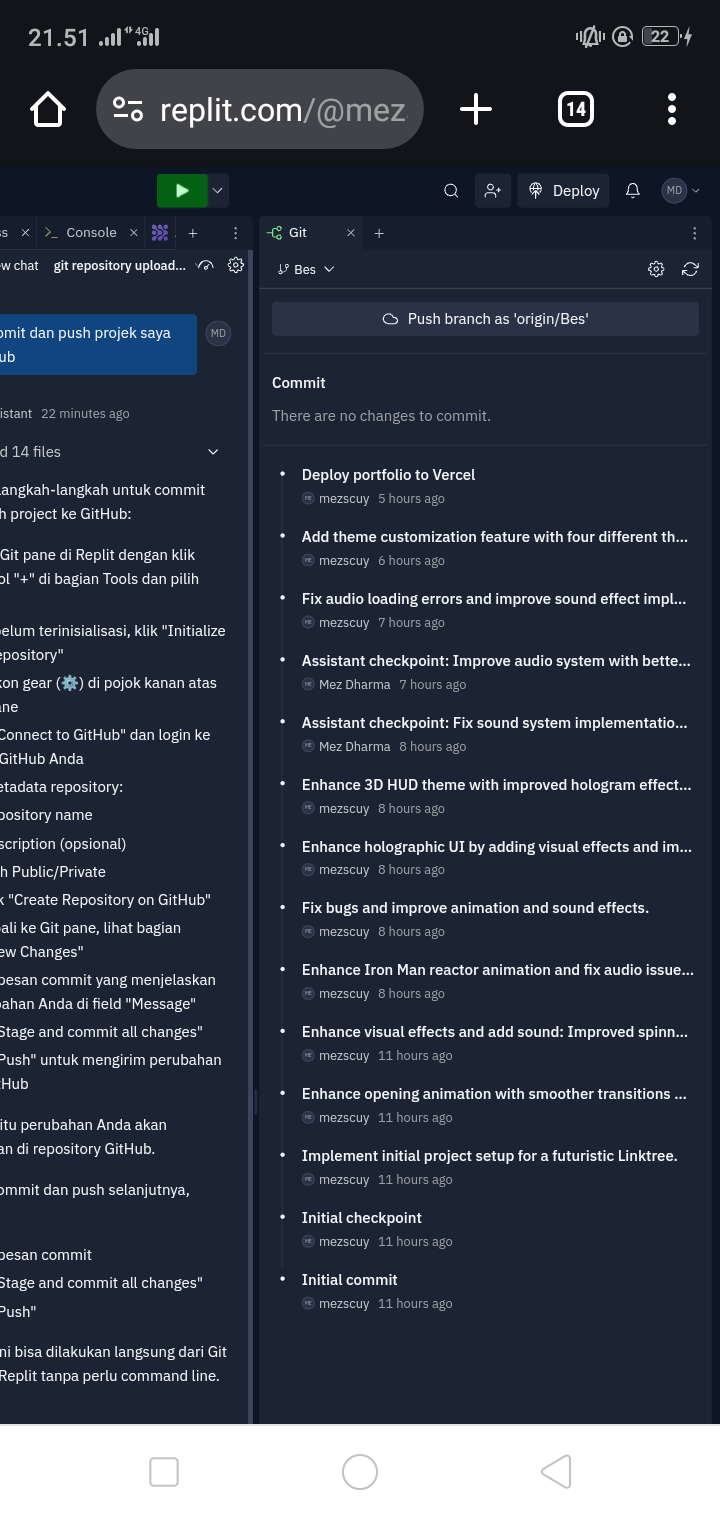 21.51
4G
22
replit.com/@mez
14
Deploy
MD
ss
Console
Git
w chat
git repository upload...
Bes
omit dan push projek saya
ub
MD
Push branch as 'origin/Bes'
Commit
There are no changes to commit.
istant 22 minutes ago
d 14 files
angkah-langkah untuk commit
h project ke GitHub:
Git pane di Replit dengan klik
ol "+" di bagian Tools dan pilih
elum terinisialisasi, klik "Initialize
epository"
kon gear (⚙️) di pojok kanan atas
ane
Connect to GitHub" dan login ke
GitHub Anda
etadata repository:
pository name
scription (opsional)
h Public/Private
k "Create Repository on GitHub"
pali ke Git pane, lihat bagian
ew Changes"
pesan commit yang menjelaskan
bahan Anda di field "Message"
Stage and commit all changes"
Push" untuk mengirim perubahan
tHub
itu perubahan Anda akan
an di repository GitHub.
ommit dan push selanjutnya,
pesan commit
Stage and commit all changes"
Push"
ni bisa dilakukan langsung dari Git
Replit tanpa perlu command line.
Deploy portfolio to Vercel
mezscuy 5 hours ago
Add theme customization feature with four different th...
mezscuy 6 hours ago
Fix audio loading errors and improve sound effect impl...
mezscuy 7 hours ago
Assistant checkpoint: Improve audio system with bette...
Mez Dharma 7 hours ago
Assistant checkpoint: Fix sound system implementatio...
Mez Dharma 8 hours ago
Enhance 3D HUD theme with improved hologram effect...
mezscuy 8 hours ago
Enhance holographic UI by adding visual effects and im...
mezscuy 8 hours ago
Fix bugs and improve animation and sound effects.
mezscuy 8 hours ago
Enhance Iron Man reactor animation and fix audio issue...
mezscuy 8 hours ago
Enhance visual effects and add sound: Improved spinn...
mezscuy 11 hours ago
Enhance opening animation with smoother transitions ...
mezscuy 11 hours ago
Implement initial project setup for a futuristic Linktree.
mezscuy 11 hours ago
Initial checkpoint
mezscuy 11 hours ago
Initial commit
mezscuy 11 hours ago